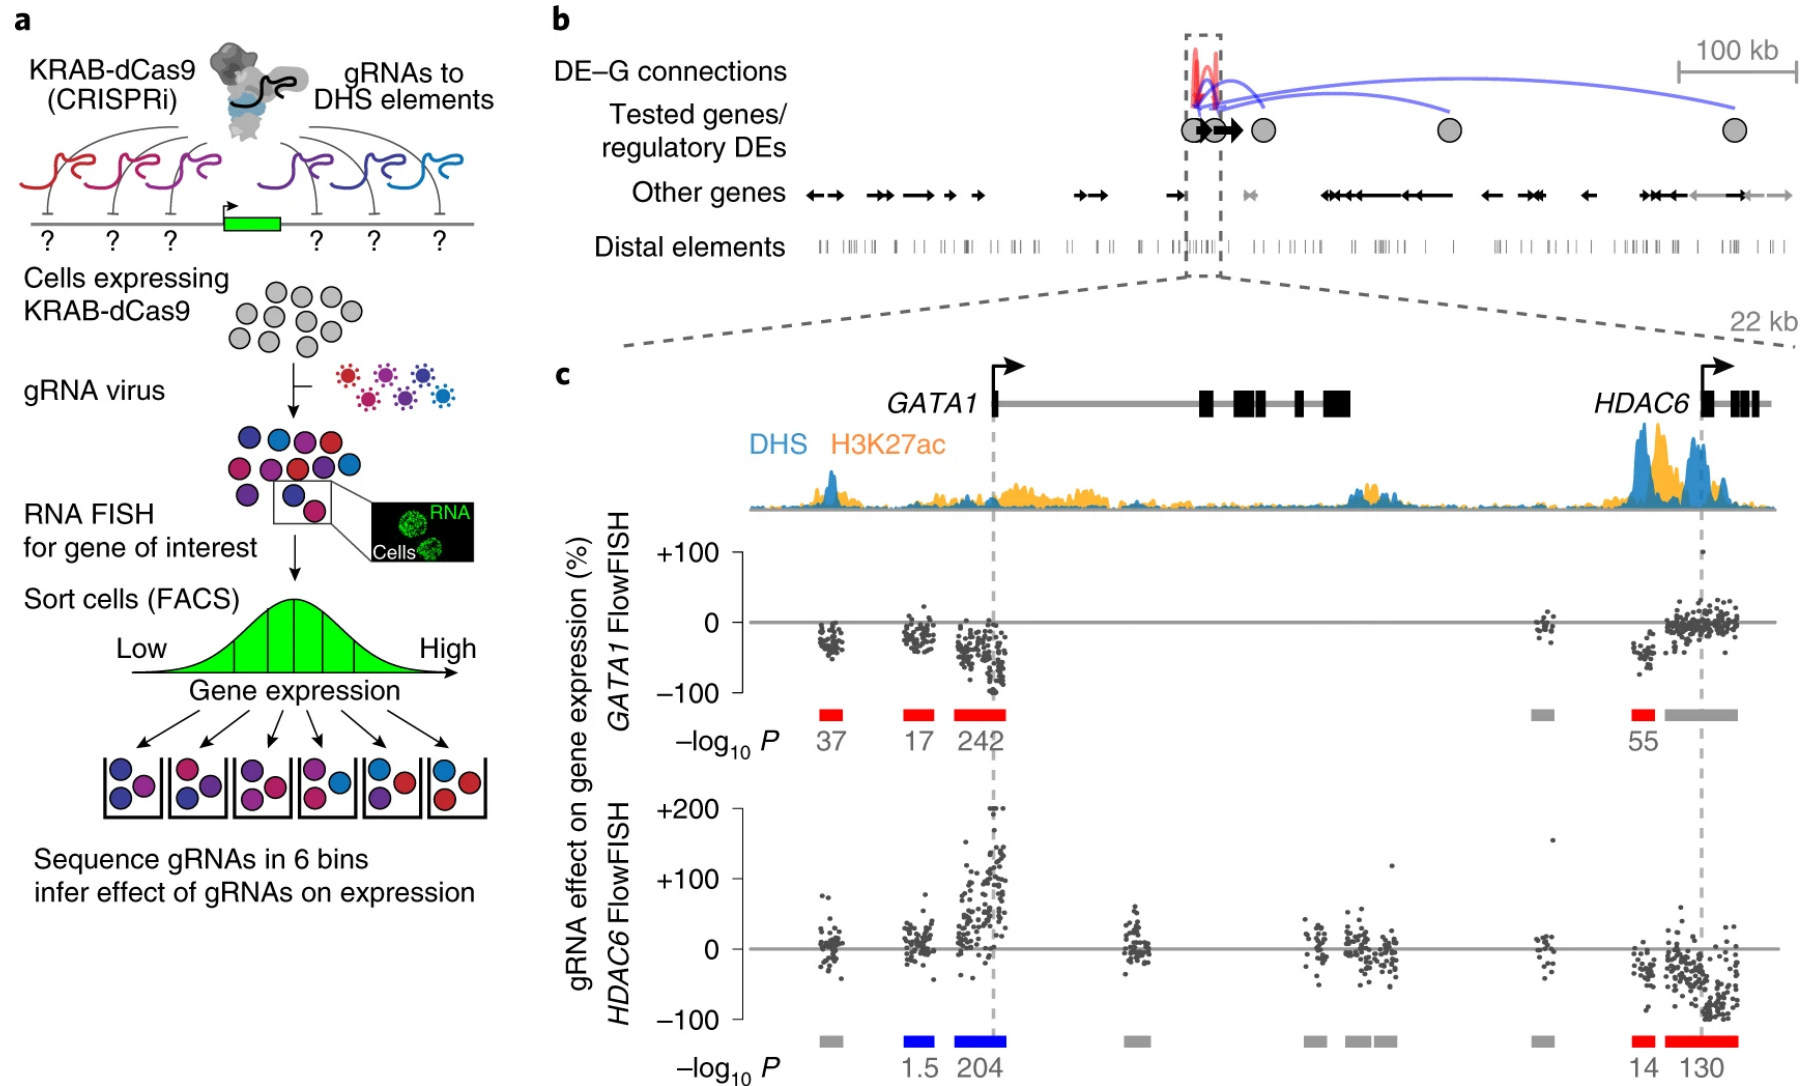 a
KRAB-dCas9
(CRISPRi)
gRNAs to
DHS elements
? ? ? ? ? ?
Cells expressing
KRAB-dCas9
gRNA virus
RNA FISH
for gene of interest
RNA
Cells
Sort cells (FACS)
Low
High
Gene expression
Sequence gRNAs in 6 bins
infer effect of gRNAs on expression
b
100 kb
DE–G connections
Tested genes/
regulatory DEs
Other genes
Distal elements
22 kb
c
GATA1
HDAC6
DHS H3K27ac
gRNA effect on gene expression (%)
GATA1 FlowFISH
+100
0
–100
–log10 P 37 17 242 55
HDAC6 FlowFISH
+200
+100
0
–100
–log10 P 1.5 204 14 130